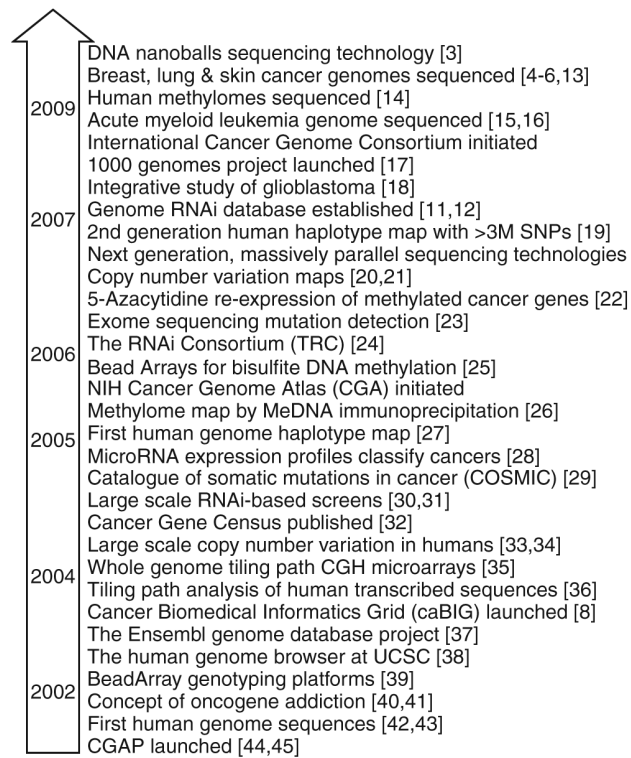 DNA nanoballs sequencing technology [3]
Breast, lung & skin cancer genomes sequenced [4-6,13]
2009 Human methylomes sequenced [14]
Acute myeloid leukemia genome sequenced [15,16]
International Cancer Genome Consortium initiated
1000 genomes project launched [17]
Integrative study of glioblastoma [18]
2007 Genome RNAi database established [11,12]
2nd generation human haplotype map with >3M SNPs [19]
Next generation, massively parallel sequencing technologies
Copy number variation maps [20,21]
5-Azacytidine re-expression of methylated cancer genes [22]
Exome sequencing mutation detection [23]
2006 The RNAi Consortium (TRC) [24]
Bead Arrays for bisulfite DNA methylation [25]
NIH Cancer Genome Atlas (CGA) initiated
Methylome map by MeDNA immunoprecipitation [26]
2005 First human genome haplotype map [27]
MicroRNA expression profiles classify cancers [28]
Catalogue of somatic mutations in cancer (COSMIC) [29]
Large scale RNAi-based screens [30,31]
Cancer Gene Census published [32]
Large scale copy number variation in humans [33,34]
2004 Whole genome tiling path CGH microarrays [35]
Tiling path analysis of human transcribed sequences [36]
Cancer Biomedical Informatics Grid (caBIG) launched [8]
The Ensembl genome database project [37]
The human genome browser at UCSC [38]
BeadArray genotyping platforms [39]
2002 Concept of oncogene addiction [40,41]
First human genome sequences [42,43]
CGAP launched [44,45]